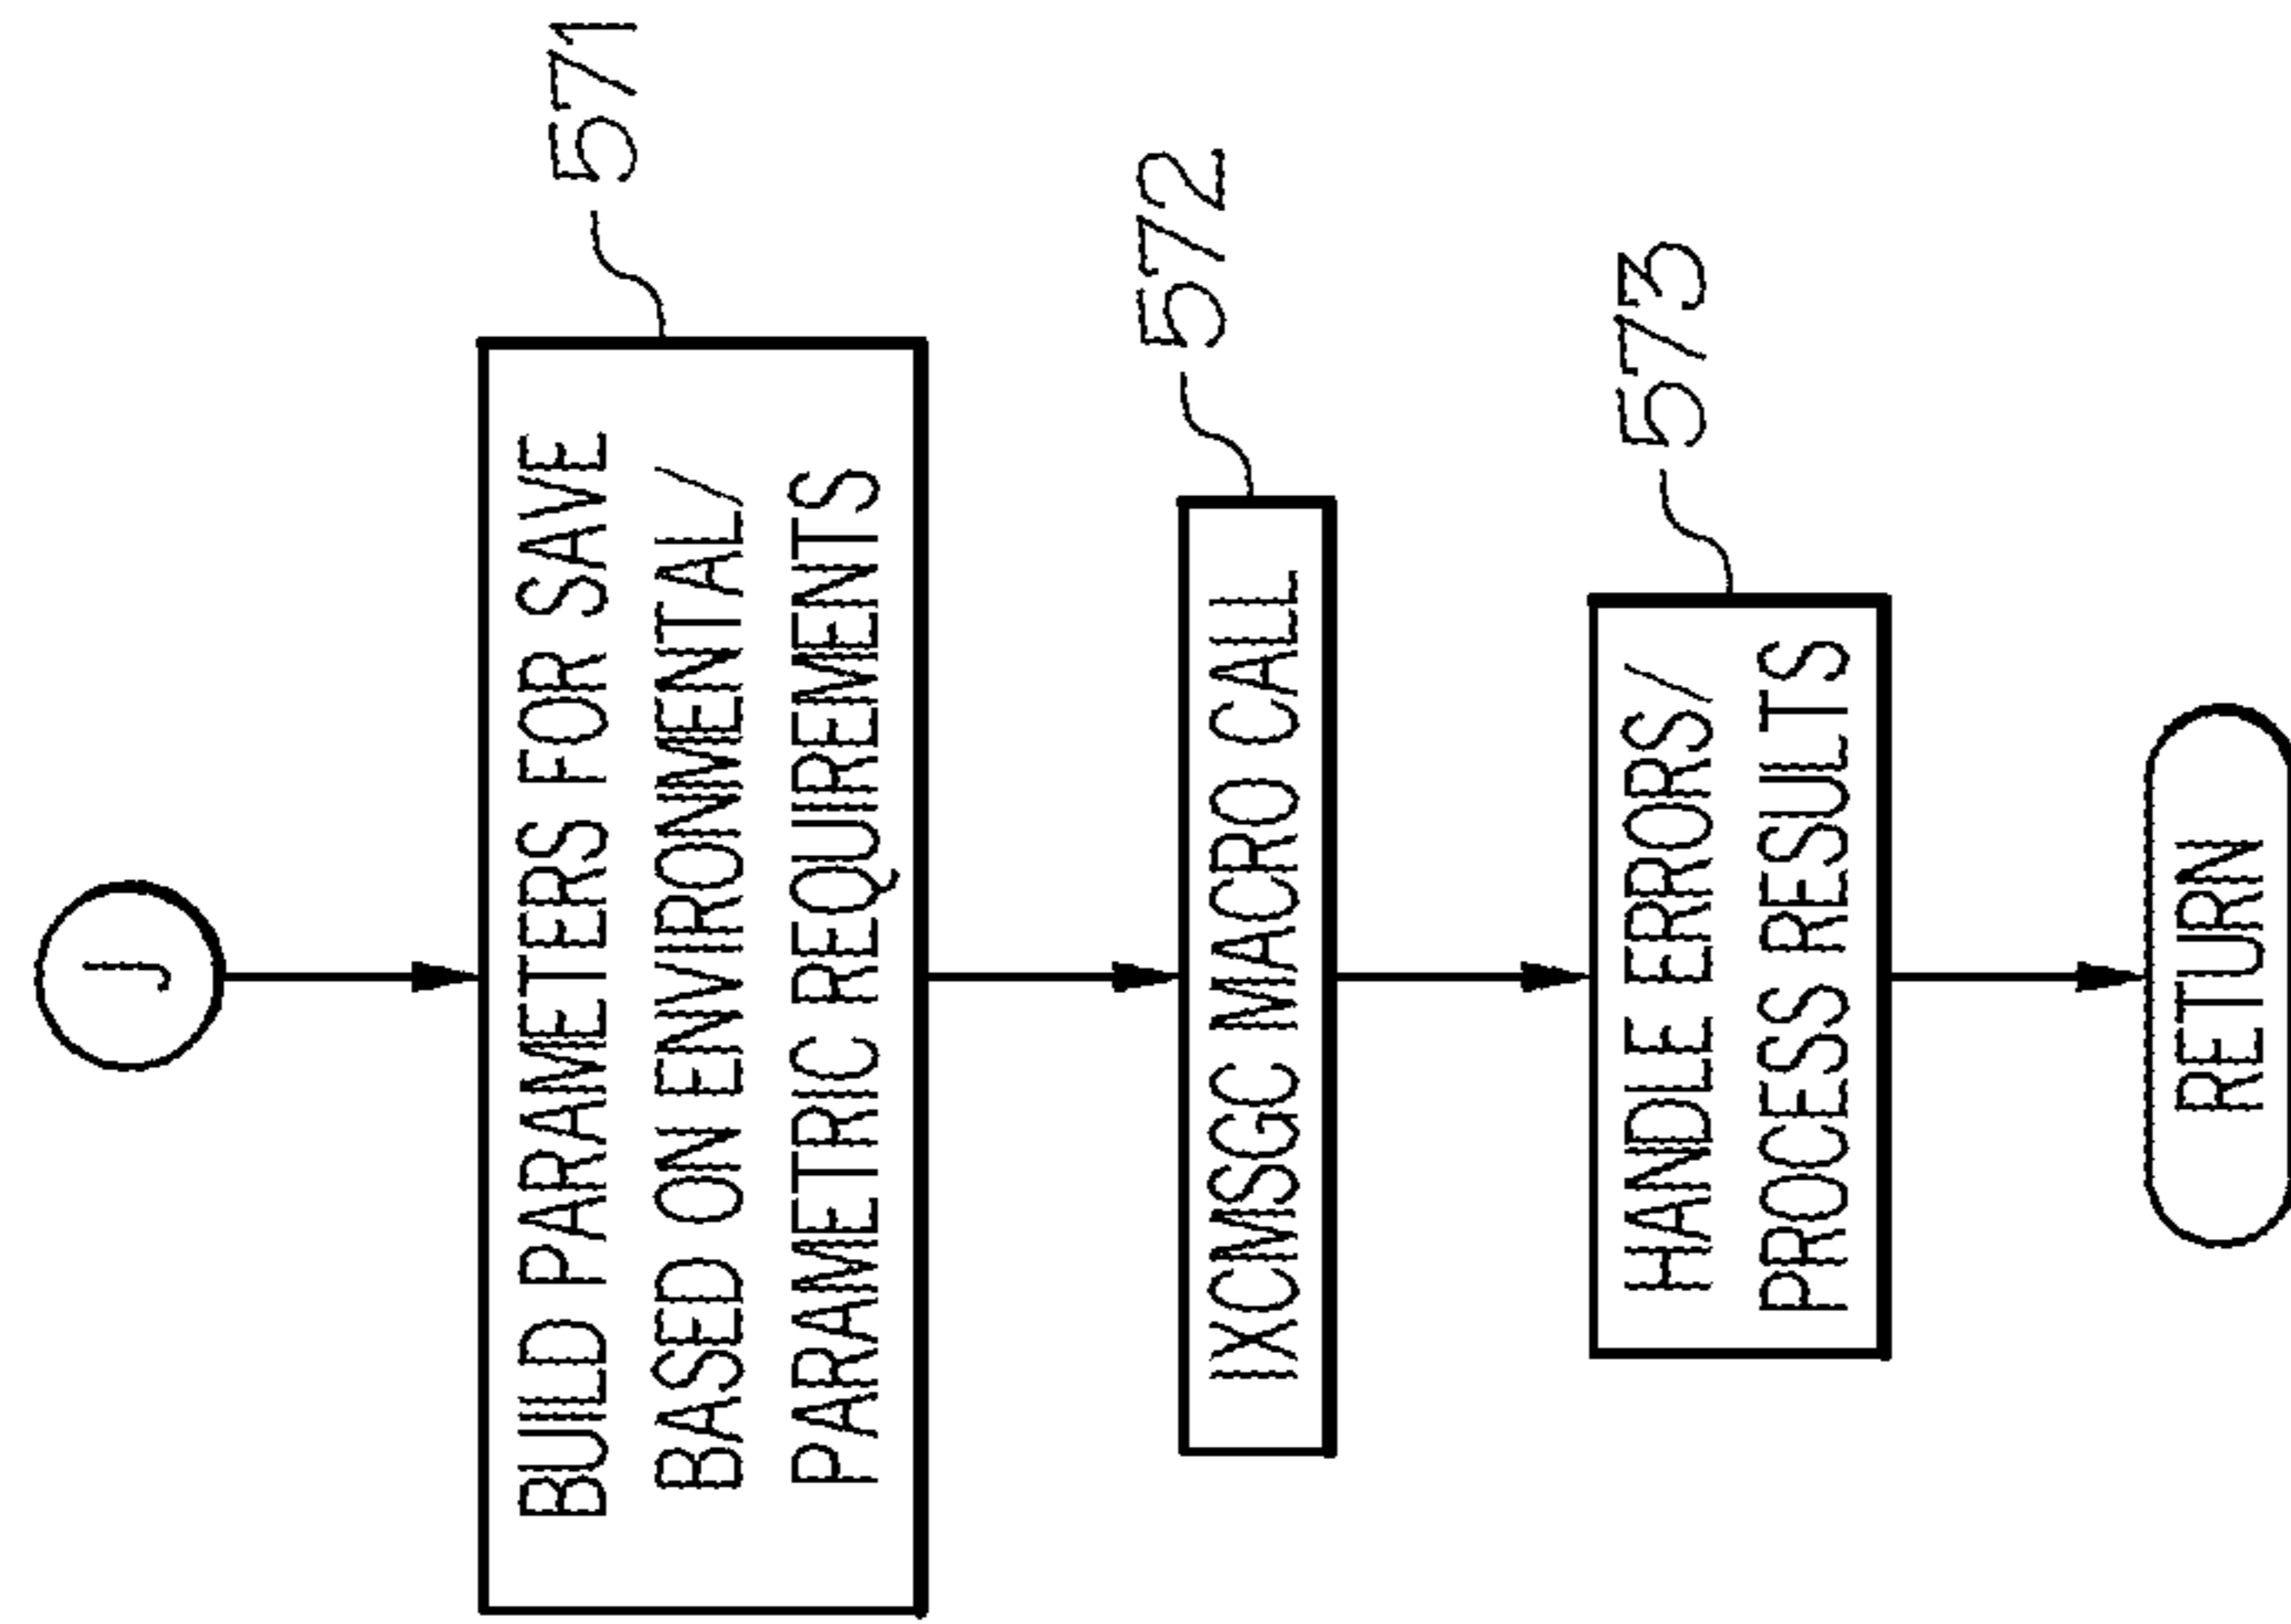 J
571
BUILD PARAMETERS FOR SAVE
BASED ON ENVIRONMENTAL/
PARAMETRIC REQUIREMENTS
572
IXCMSGC MACRO CALL
573
HANDLE ERRORS/
PROCESS RESULTS
RETURN